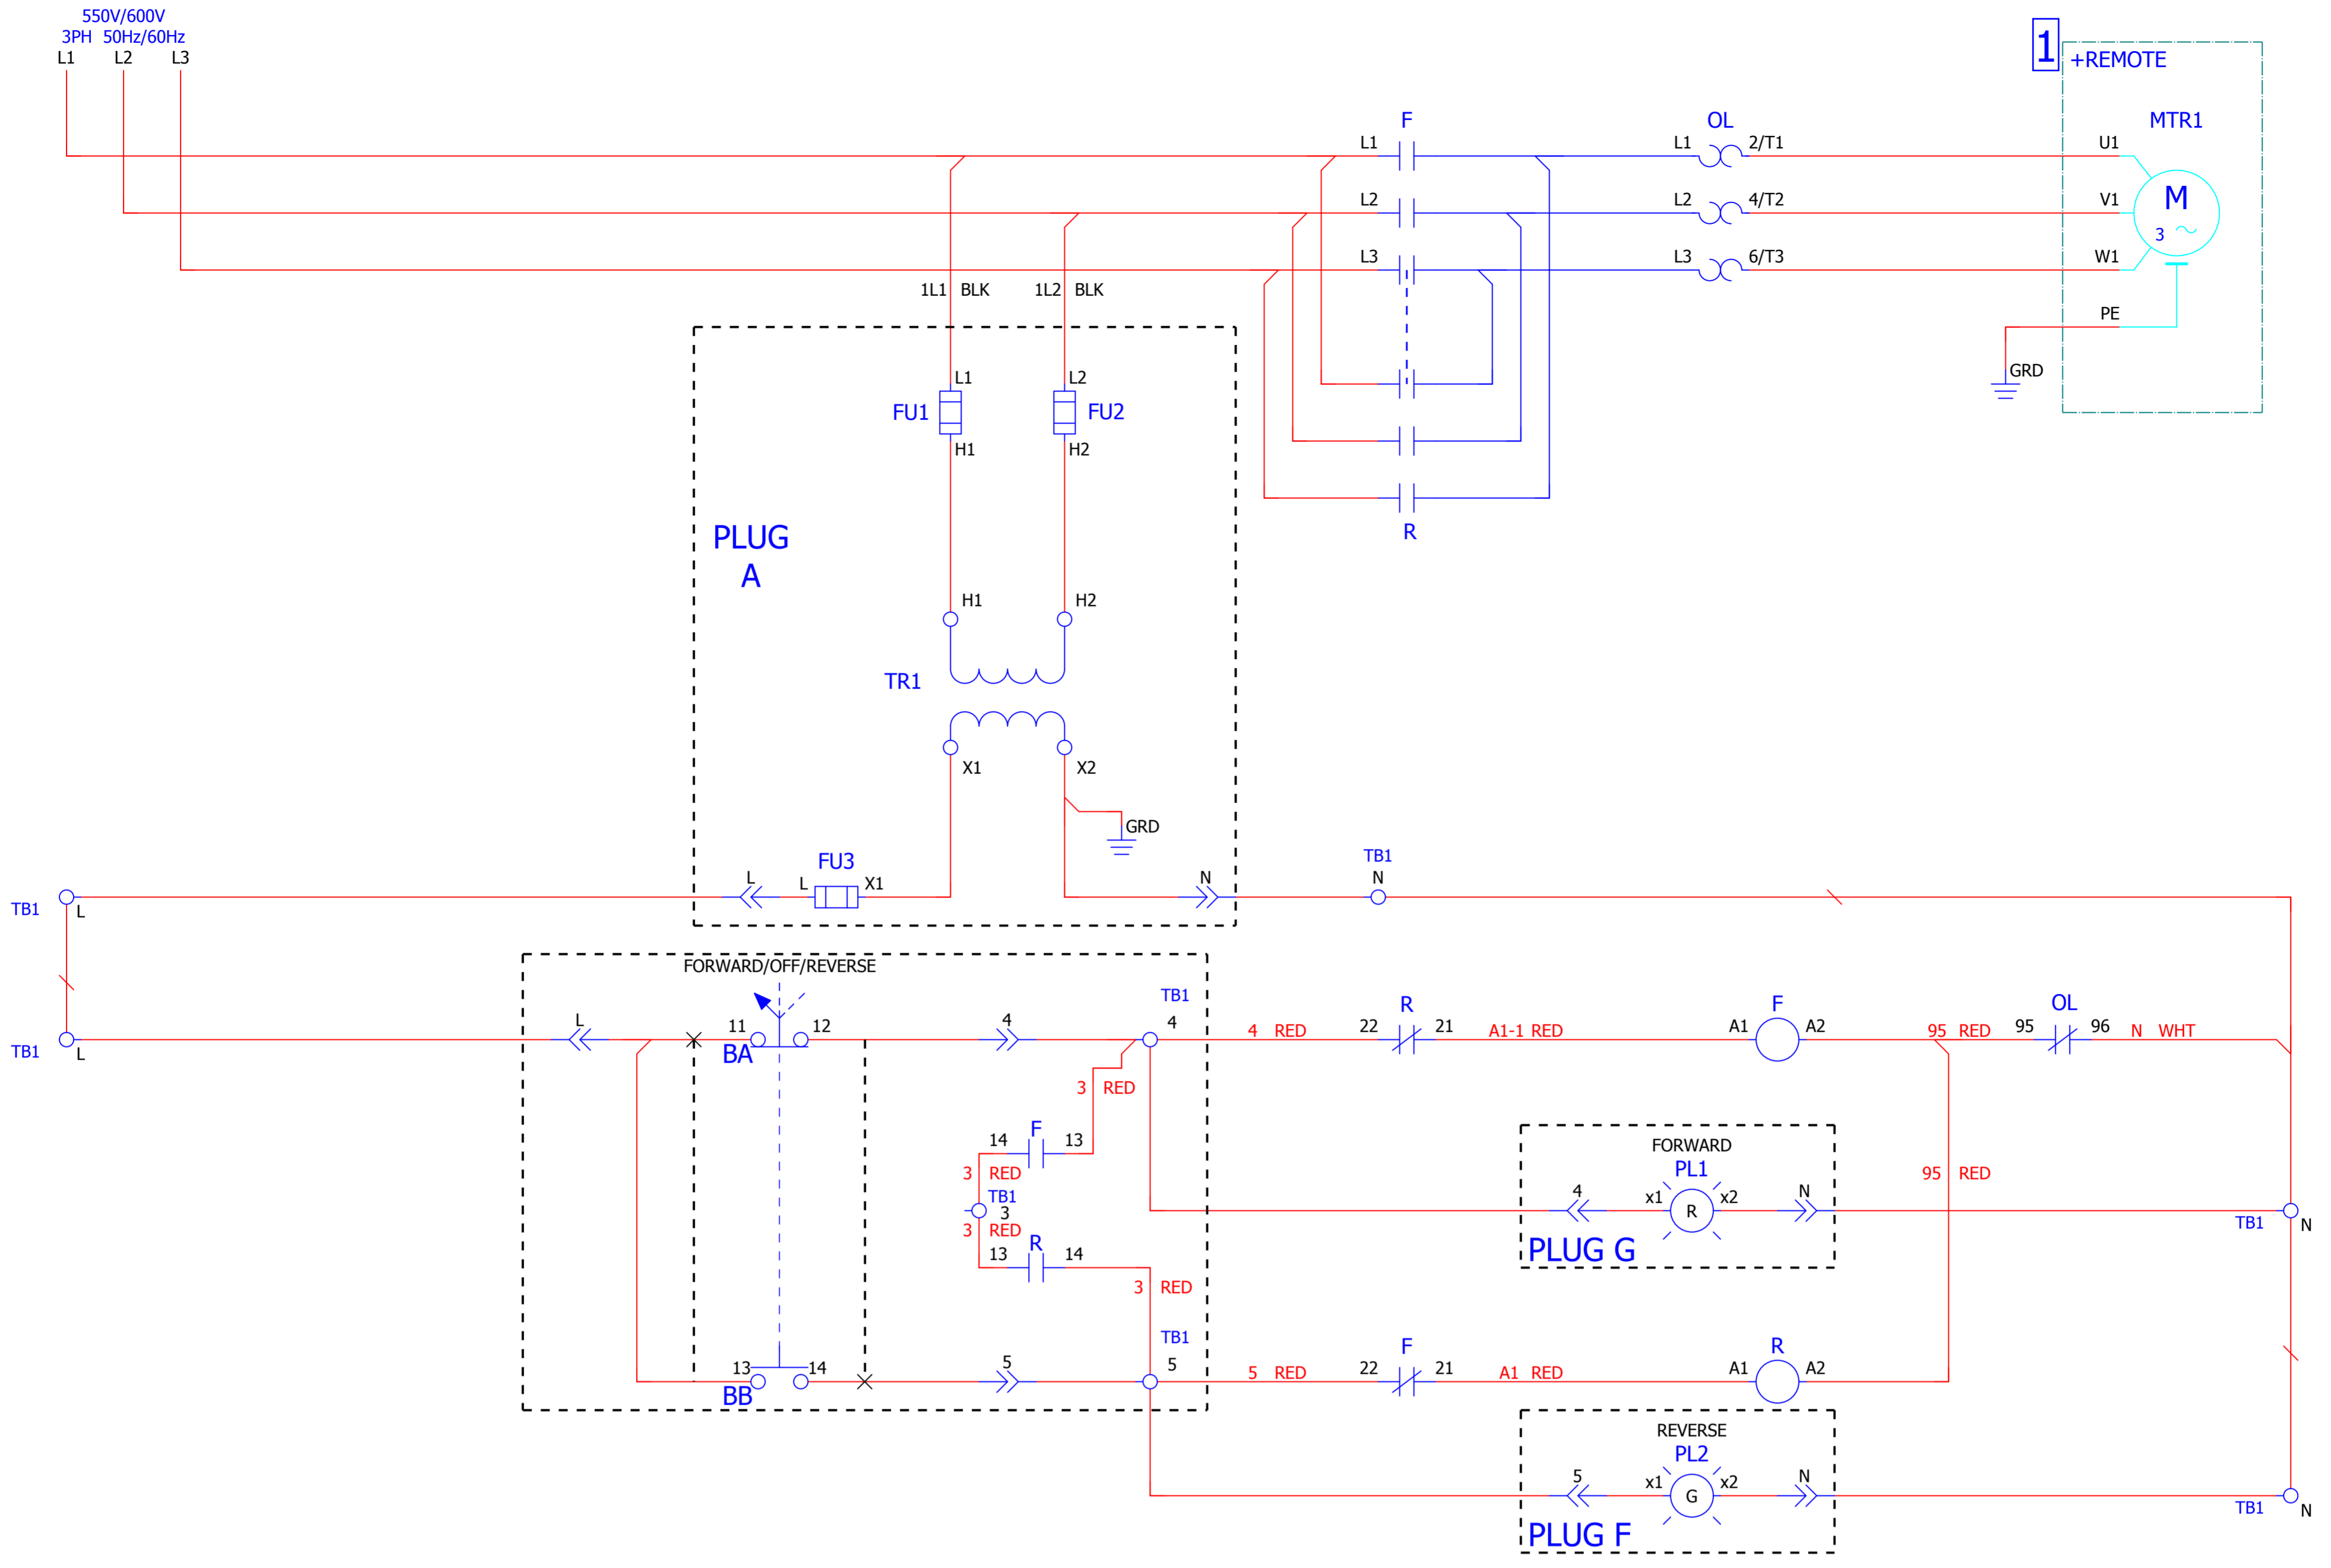 550V/600V
3PH 50Hz/60Hz
L1 L2 L3
1 +REMOTE
F OL MTR1
L1 L1 2/T1 U1
L2 L2 4/T2 V1
M
3
L3 L3 6/T3 W1
1L1 BLK 1L2 BLK
PE
GRD
L1 L2
FU1 FU2
H1 H2
R
PLUG
A
H1 H2
TR1
X1 X2
GRD
FU3 TB1
L L X1 N N
TB1 L
FORWARD/OFF/REVERSE
TB1
L 11 12 4 4
BA
TB1 L
R F OL
4 RED 22 21 A1-1 RED A1 A2 95 RED 95 96 N WHT
3 RED
F
14 13
3 RED
TB1
3
3 RED
R
13 14
3 RED
FORWARD
PL1
4 x1 R x2 N
PLUG G
95 RED
TB1 N
TB1
13 14 5 5
BB
F R
5 RED 22 21 A1 RED A1 A2
REVERSE
PL2
5 x1 G x2 N
PLUG F
TB1 N